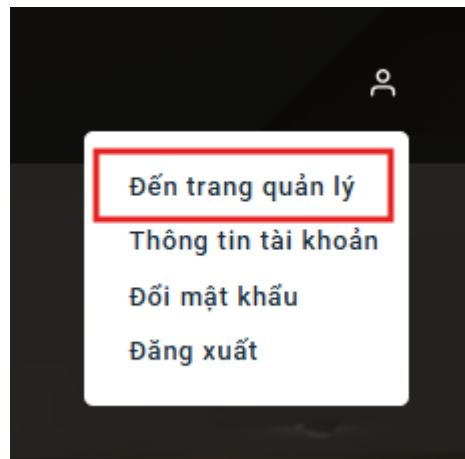 Đến trang quản lý
Thông tin tài khoản
Đổi mật khẩu
Đăng xuất